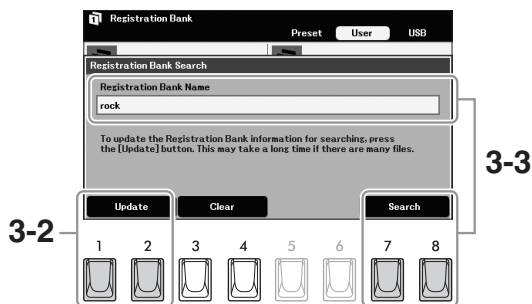 1 Registration Bank
Preset User USB
Registration Bank Search
Registration Bank Name
rock
To update the Registration Bank information for searching, press
the [Update] button. This may take a long time if there are many files.
Update Clear Search
3-3
3-2
1 2 3 4 5 6 7 8